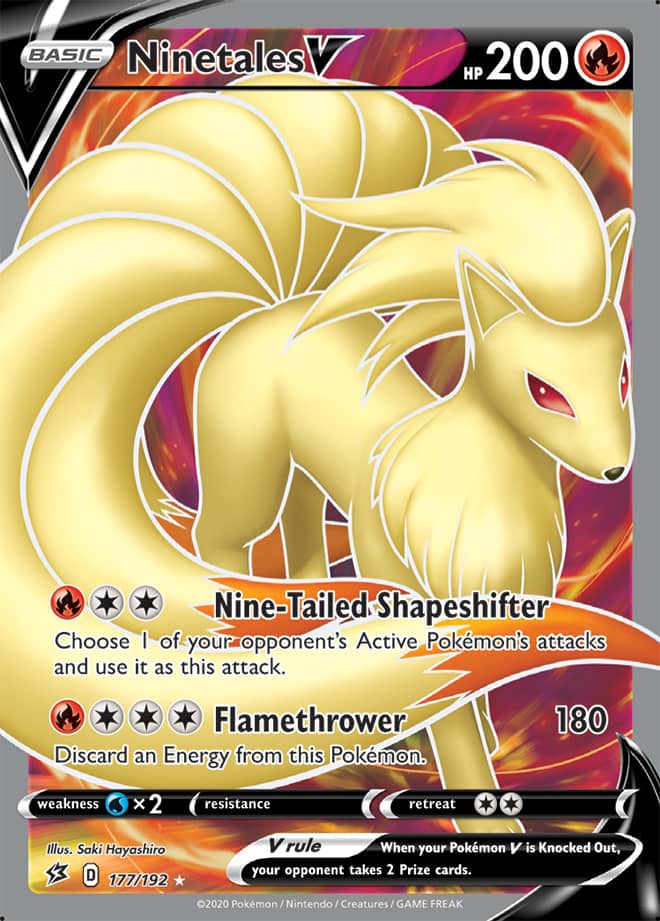 BASIC Ninetales V HP 200
Nine-Tailed Shapeshifter
Choose 1 of your opponent's Active Pokémon's attacks
and use it as this attack.
Flamethrower 180
Discard an Energy from this Pokémon.
weakness ×2 resistance retreat
Illus. Saki Hayashiro
V rule When your Pokémon V is Knocked Out,
your opponent takes 2 Prize cards.
D 177/192
©2020 Pokémon / Nintendo / Creatures / GAME FREAK